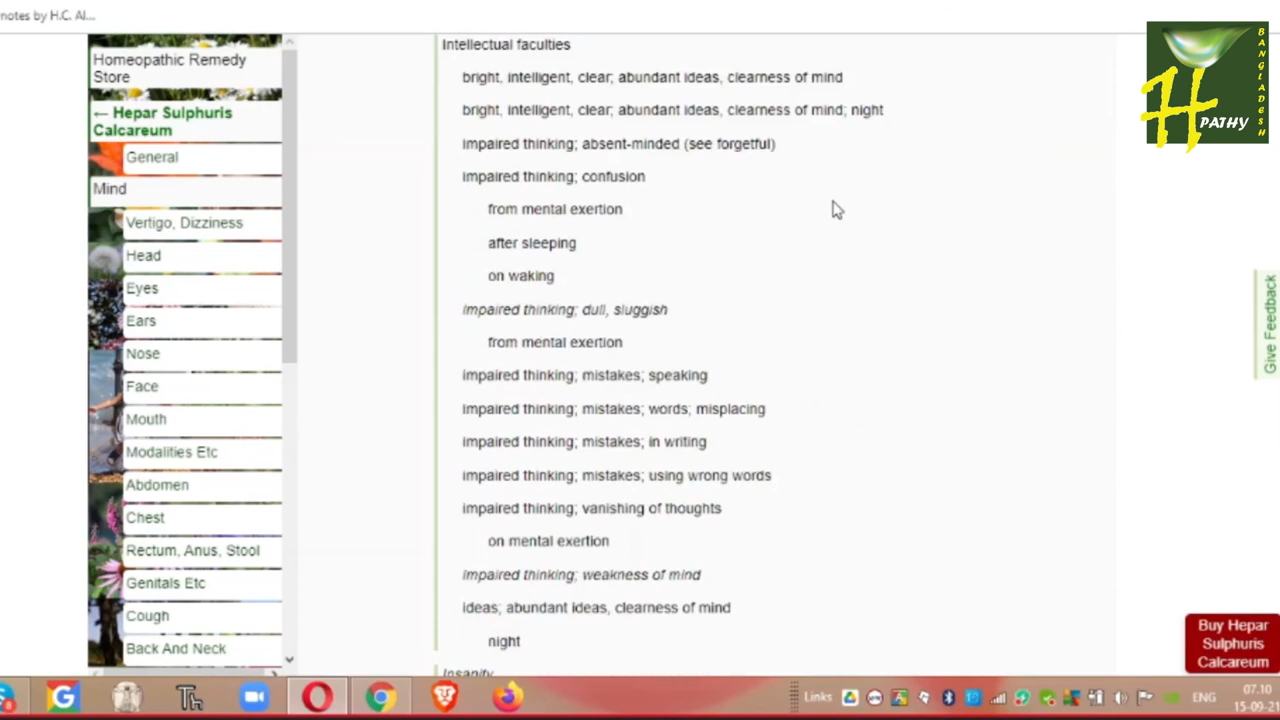 notes by H.C. Al...
Homeopathic Remedy
Store
← Hepar Sulphuris
Calcareum
General
Mind
Vertigo, Dizziness
Head
Eyes
Ears
Nose
Face
Mouth
Modalities Etc
Abdomen
Chest
Rectum, Anus, Stool
Genitals Etc
Cough
Back And Neck
Intellectual faculties
bright, intelligent, clear; abundant ideas, clearness of mind
bright, intelligent, clear; abundant ideas, clearness of mind; night
impaired thinking; absent-minded (see forgetful)
impaired thinking; confusion
from mental exertion
after sleeping
on waking
impaired thinking; dull, sluggish
from mental exertion
impaired thinking; mistakes; speaking
impaired thinking; mistakes; words; misplacing
impaired thinking; mistakes; in writing
impaired thinking; mistakes; using wrong words
impaired thinking; vanishing of thoughts
on mental exertion
impaired thinking; weakness of mind
ideas; abundant ideas, clearness of mind
night
Insanity
H PATHY
BANGLADESH
Give Feedback
Buy Hepar
Sulphuris
Calcareum
8
G
Th
Links
ENG
07.10
15-09-21